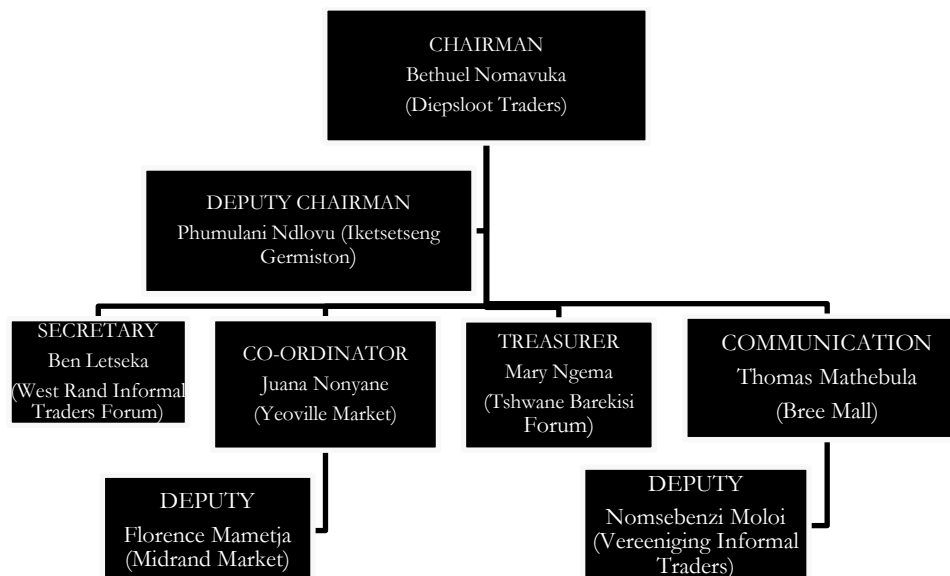 CHAIRMAN
Bethuel Nomavuka
(Diepsloot Traders)
DEPUTY CHAIRMAN
Phumulani Ndlovu (Iketsetseng
Germiston)
SECRETARY
Ben Letseka
(West Rand Informal
Traders Forum)
CO-ORDINATOR
Juana Nonyane
(Yeoville Market)
TREASURER
Mary Ngema
(Tshwane Barekisi
Forum)
COMMUNICATION
Thomas Mathebula
(Bree Mall)
DEPUTY
Florence Mametja
(Midrand Market)
DEPUTY
Nomsebenzi Moloi
(Vereeniging Informal
Traders)